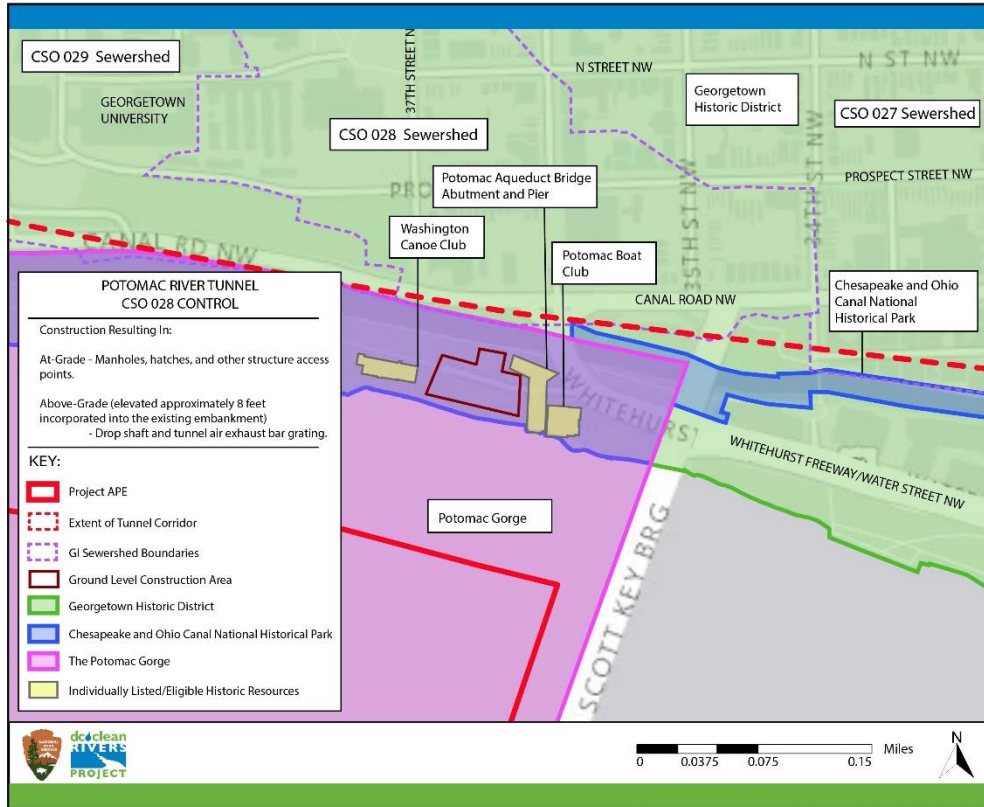 CSO 029 Sewershed
GEORGETOWN
UNIVERSITY
37TH STREET N
N STREET NW
N ST NW
CSO 028 Sewershed
Georgetown
Historic District
CSO 027 Sewershed
PRO
PROSPECT STREET NW
Potomac Aqueduct Bridge
Abutment and Pier
Washington
Canoe Club
Potomac Boat
Club
35TH ST NW
34TH ST NW
CANAL RD NW
CANAL ROAD NW
Chesapeake and Ohio
Canal National
Historical Park
WHITEHURST
WHITEHURST FREEWAY/WATER STREET NW
Potomac Gorge
SCOTT KEY BRG
POTOMAC RIVER TUNNEL
CSO 028 CONTROL
Construction Resulting In:
At-Grade - Manholes, hatches, and other structure access
points.
Above-Grade (elevated approximately 8 feet
incorporated into the existing embankment)
- Drop shaft and tunnel air exhaust bar grating.
KEY:
Project APE
Extent of Tunnel Corridor
GI Sewershed Boundaries
Ground Level Construction Area
Georgetown Historic District
Chesapeake and Ohio Canal National Historical Park
The Potomac Gorge
Individually Listed/Eligible Historic Resources
NATIONAL
PARK
SERVICE
dc clean
RIVERS
PROJECT
Miles
0 0.0375 0.075 0.15
N